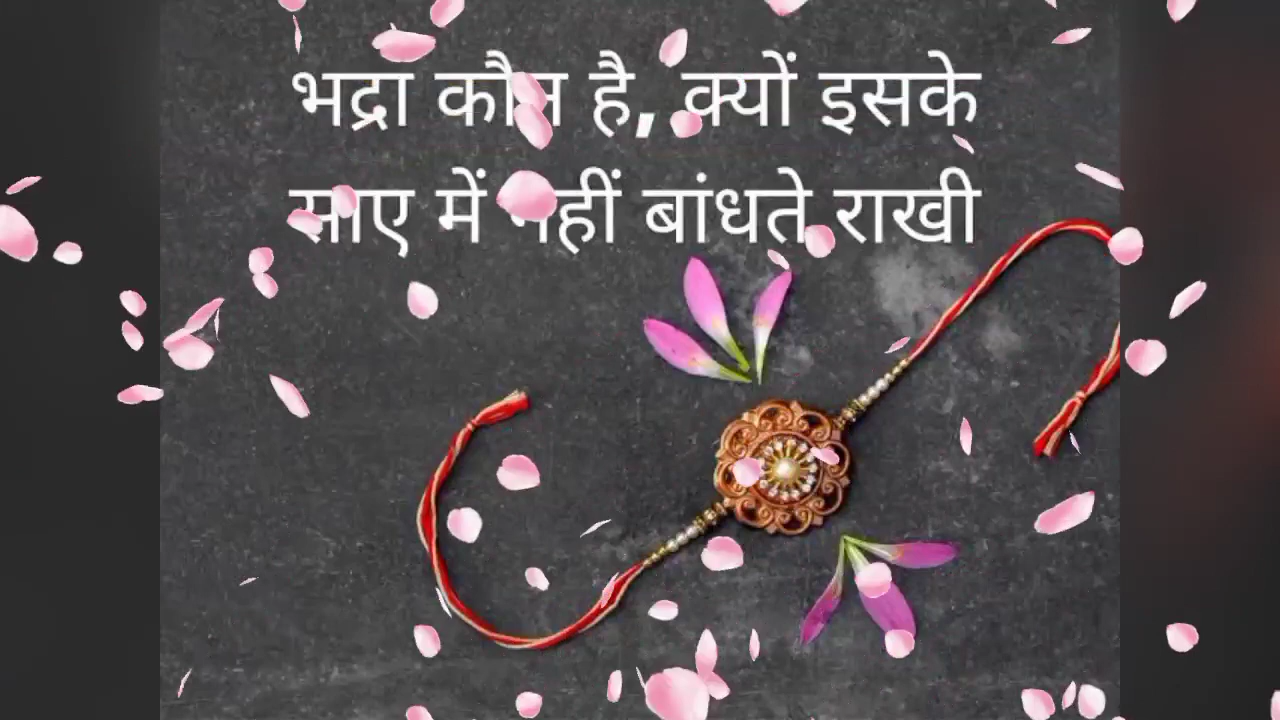 भद्रा कौन है, क्यों इसके
साए में नहीं बांधते राखी